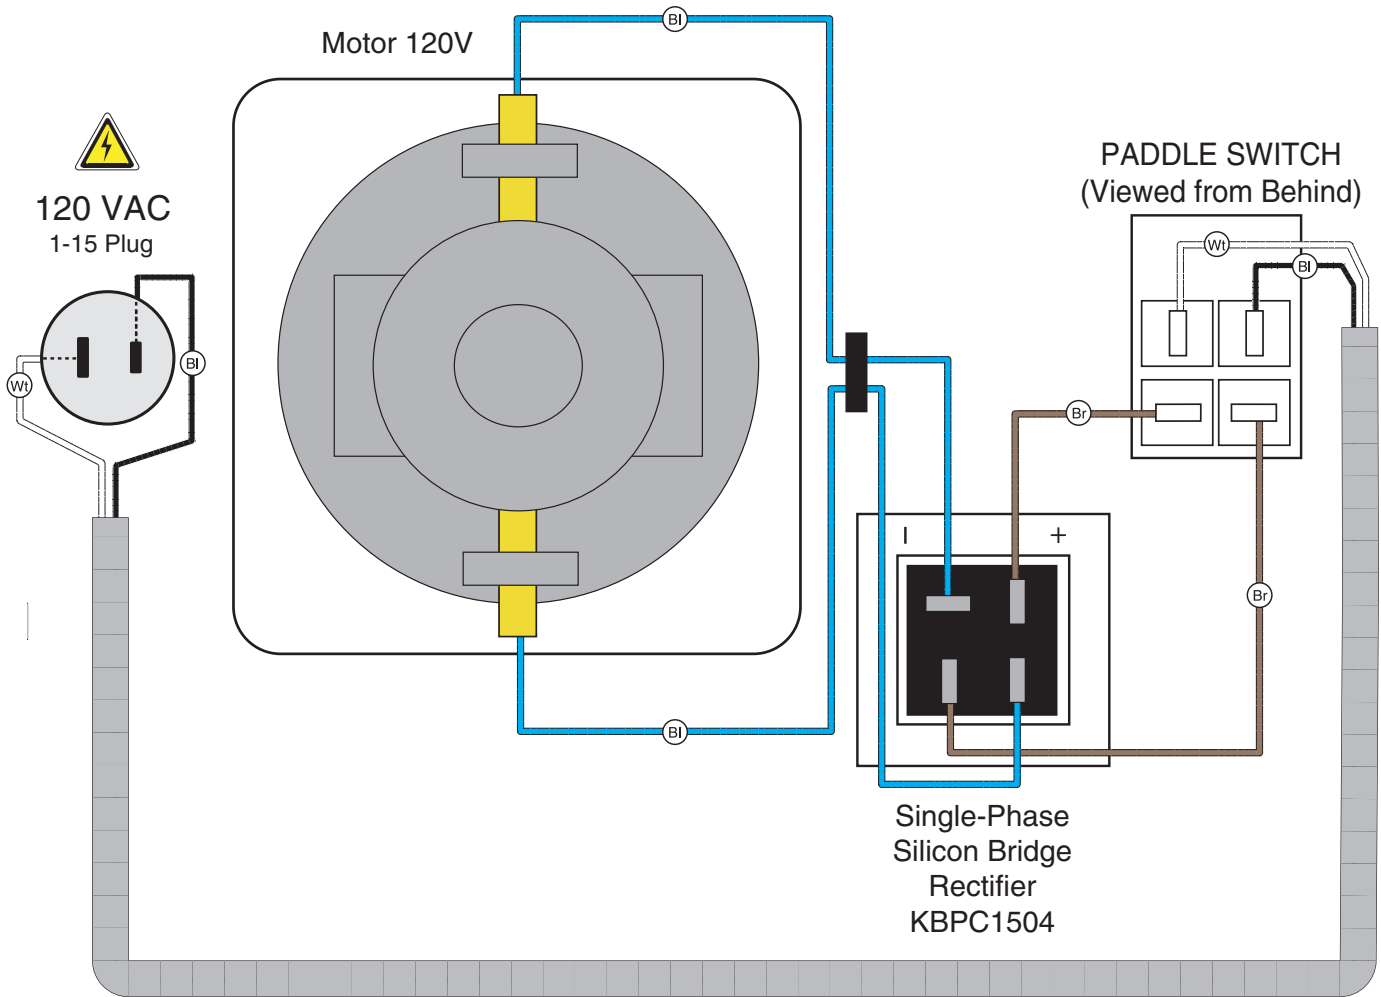 Motor 120V
Bl
120 VAC
1-15 Plug
Wt
Bl
PADDLE SWITCH
(Viewed from Behind)
Wt
Bl
Br
Br
Bl
I +
Single-Phase
Silicon Bridge
Rectifier
KBPC1504